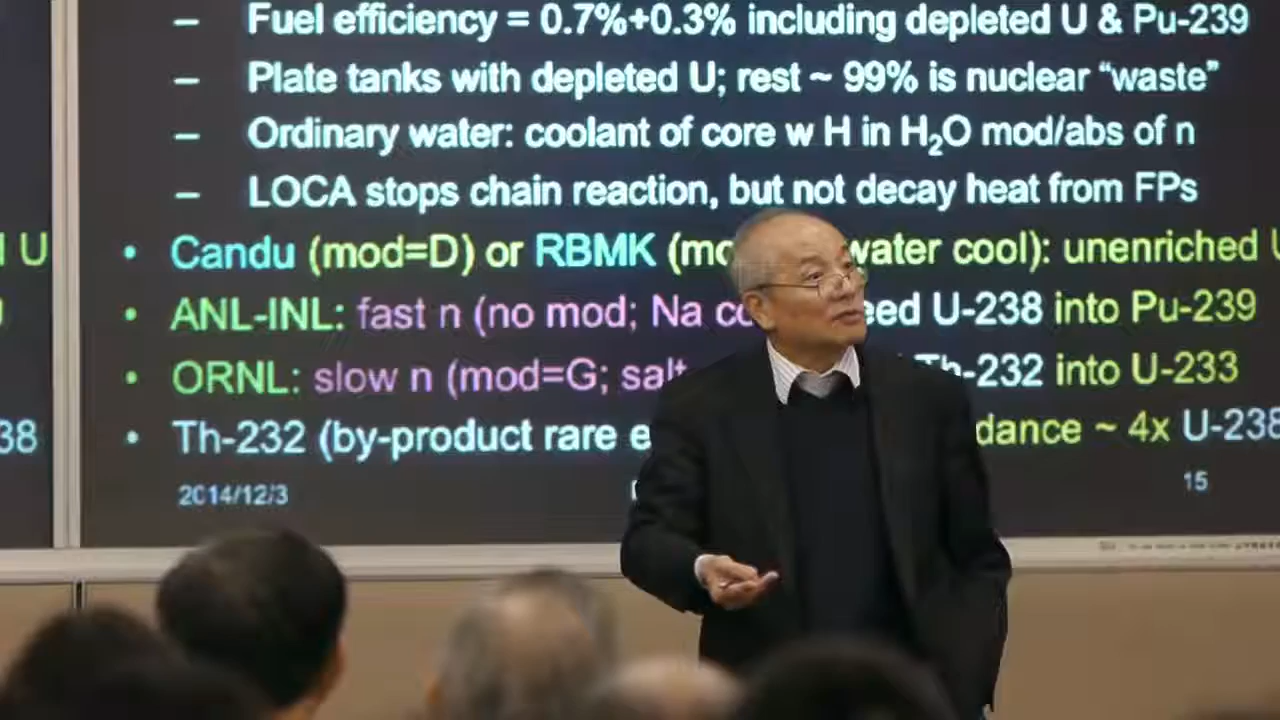 – Fuel efficiency = 0.7%+0.3% including depleted U & Pu-239
– Plate tanks with depleted U; rest ~ 99% is nuclear “waste”
– Ordinary water: coolant of core w H in H₂O mod/abs of n
– LOCA stops chain reaction, but not decay heat from FPs
U • Candu (mod=D) or RBMK (mo water cool): unenriched U
• ANL-INL: fast n (no mod; Na co eed U-238 into Pu-239
• ORNL: slow n (mod=G; salt Th-232 into U-233
38 • Th-232 (by-product rare e dance ~ 4x U-238
2014/12/3 15